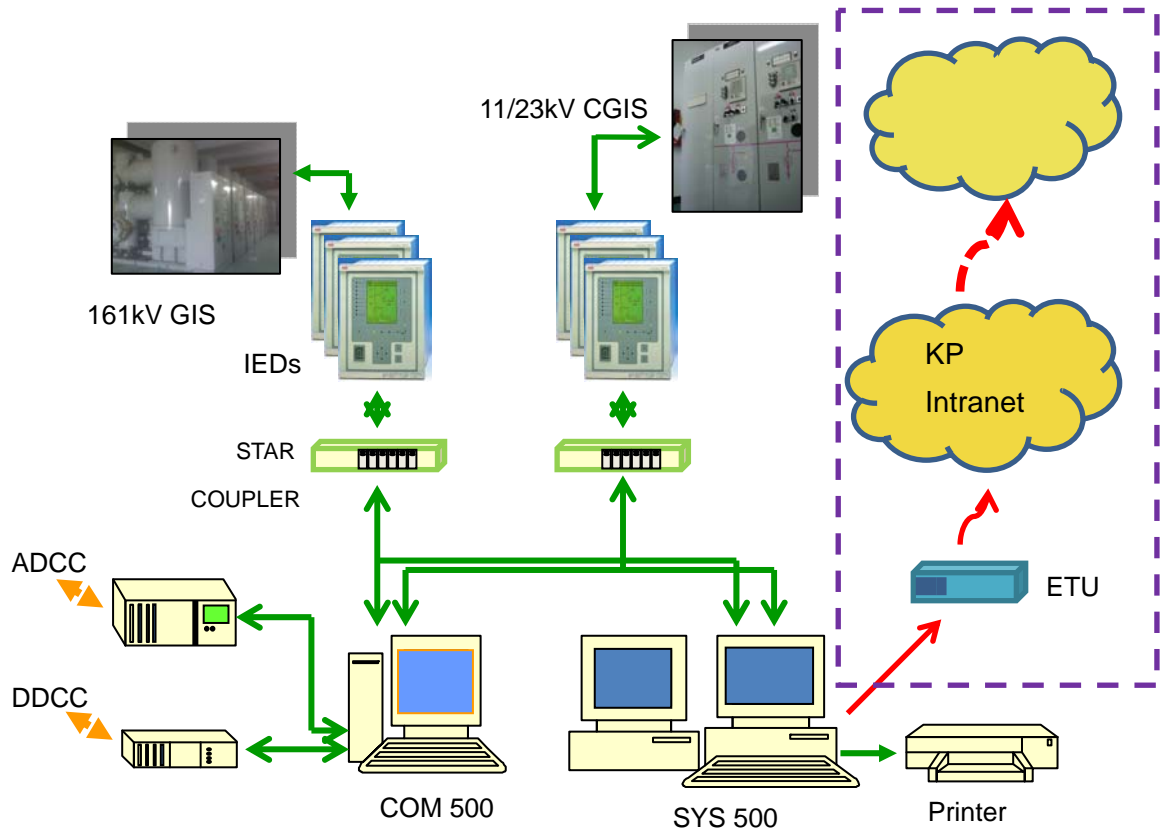 11/23kV CGIS
161kV GIS
KP
Intranet
IEDs
STAR
COUPLER
ADCC
ETU
DDCC
COM 500
SYS 500
Printer